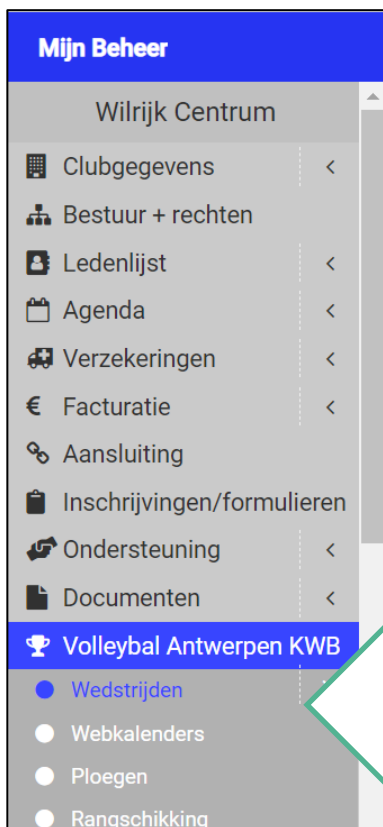 Mijn Beheer
Wilrijk Centrum
Clubgegevens
Bestuur + rechten
Ledenlijst
Agenda
Verzekeringen
€ Facturatie
Aansluiting
Inschrijvingen/formulieren
Ondersteuning
Documenten
Volleybal Antwerpen KWB
Wedstrijden
Webkalenders
Ploegen
Rangschikking